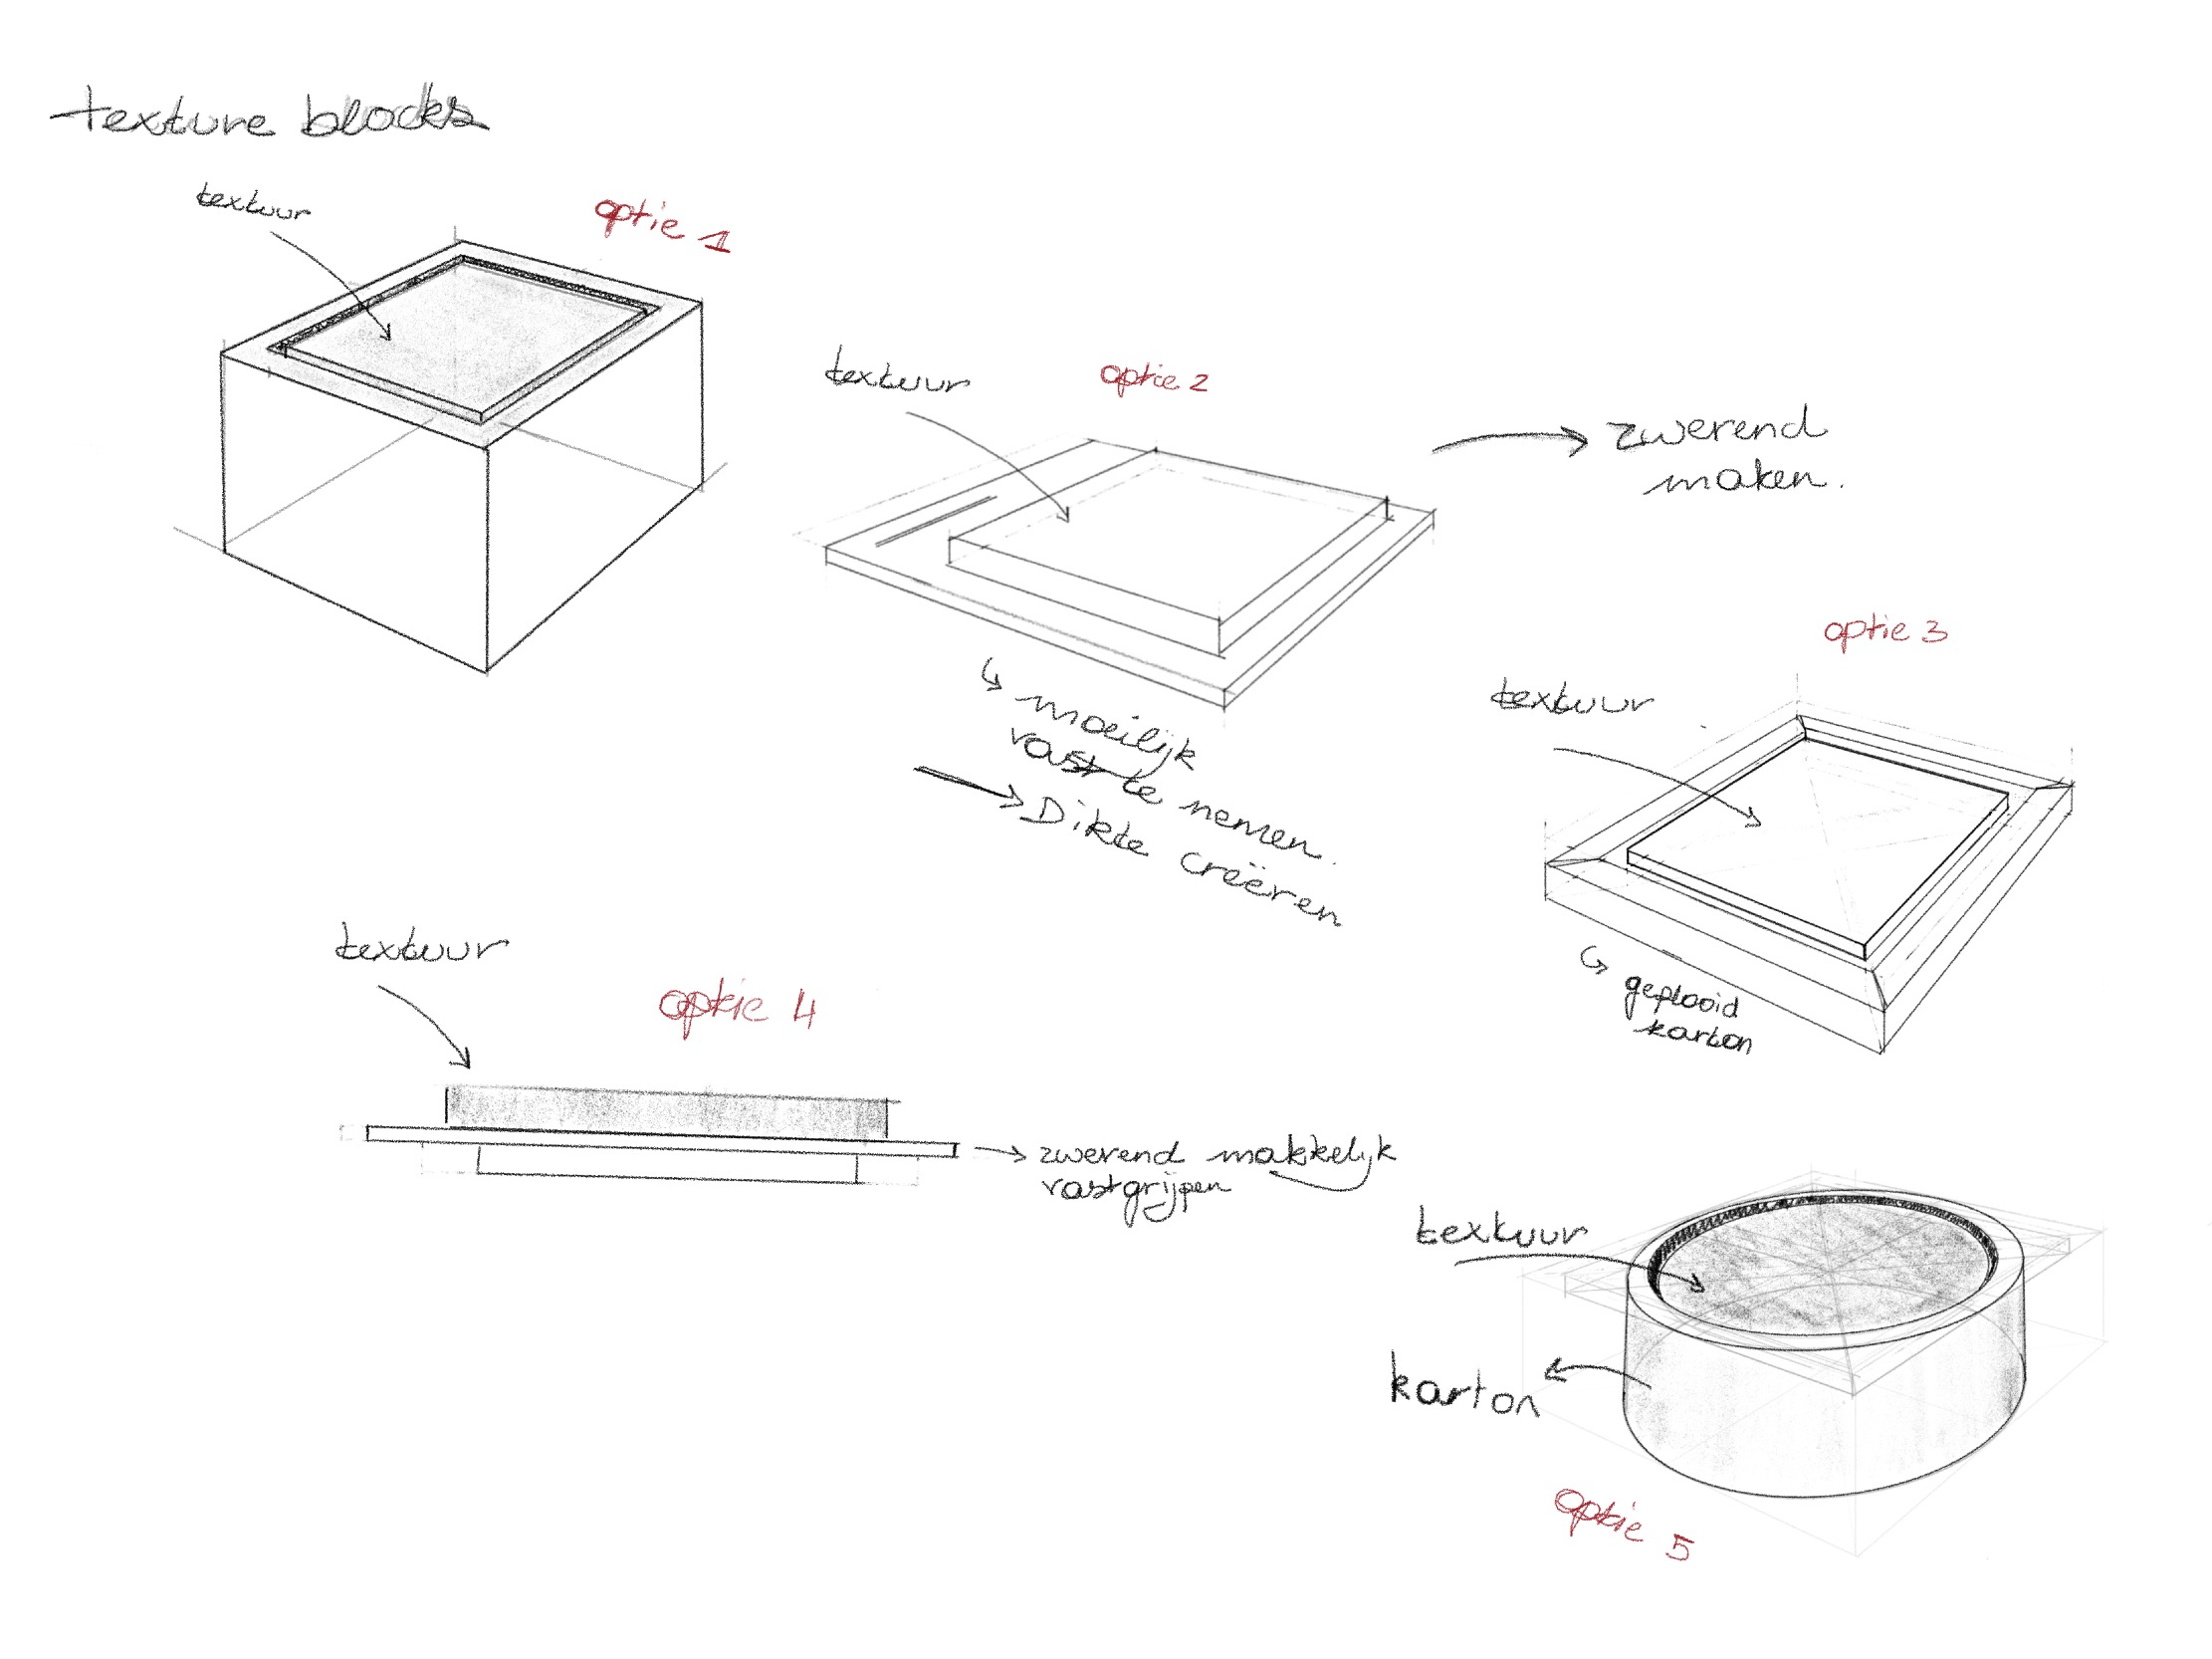 texture blocks
textuur
optie 1
textuur
optie 2
zwerend
maken.
moeilijk
vast te nemen.
Dikte creëren
optie 3
textuur
geplooid
karton
textuur
optie 4
zwerend makkelijk
vastgrijpen
textuur
karton
optie 5